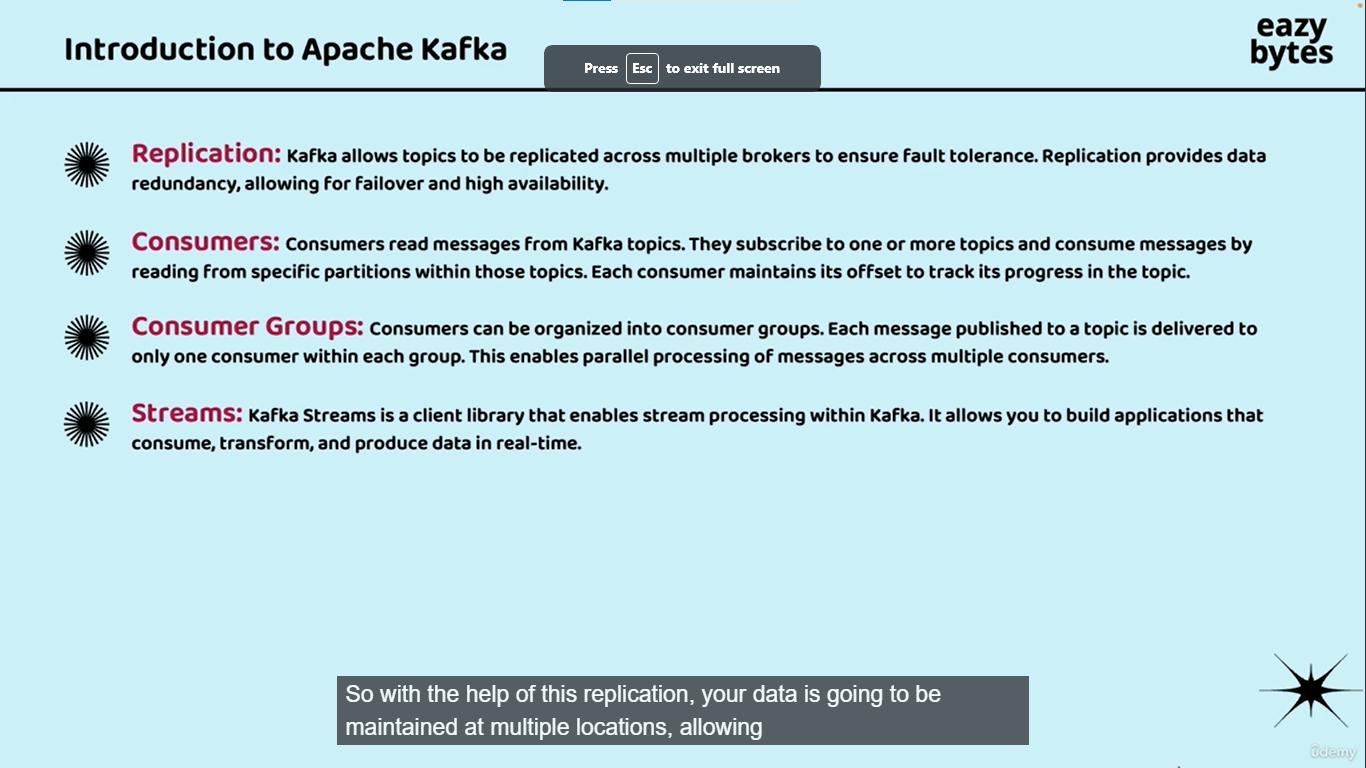 Introduction to Apache Kafka
eazy
bytes
Press Esc to exit full screen
Replication: Kafka allows topics to be replicated across multiple brokers to ensure fault tolerance. Replication provides data
redundancy, allowing for failover and high availability.
Consumers: Consumers read messages from Kafka topics. They subscribe to one or more topics and consume messages by
reading from specific partitions within those topics. Each consumer maintains its offset to track its progress in the topic.
Consumer Groups: Consumers can be organized into consumer groups. Each message published to a topic is delivered to
only one consumer within each group. This enables parallel processing of messages across multiple consumers.
Streams: Kafka Streams is a client library that enables stream processing within Kafka. It allows you to build applications that
consume, transform, and produce data in real-time.
So with the help of this replication, your data is going to be
maintained at multiple locations, allowing
ûdemy